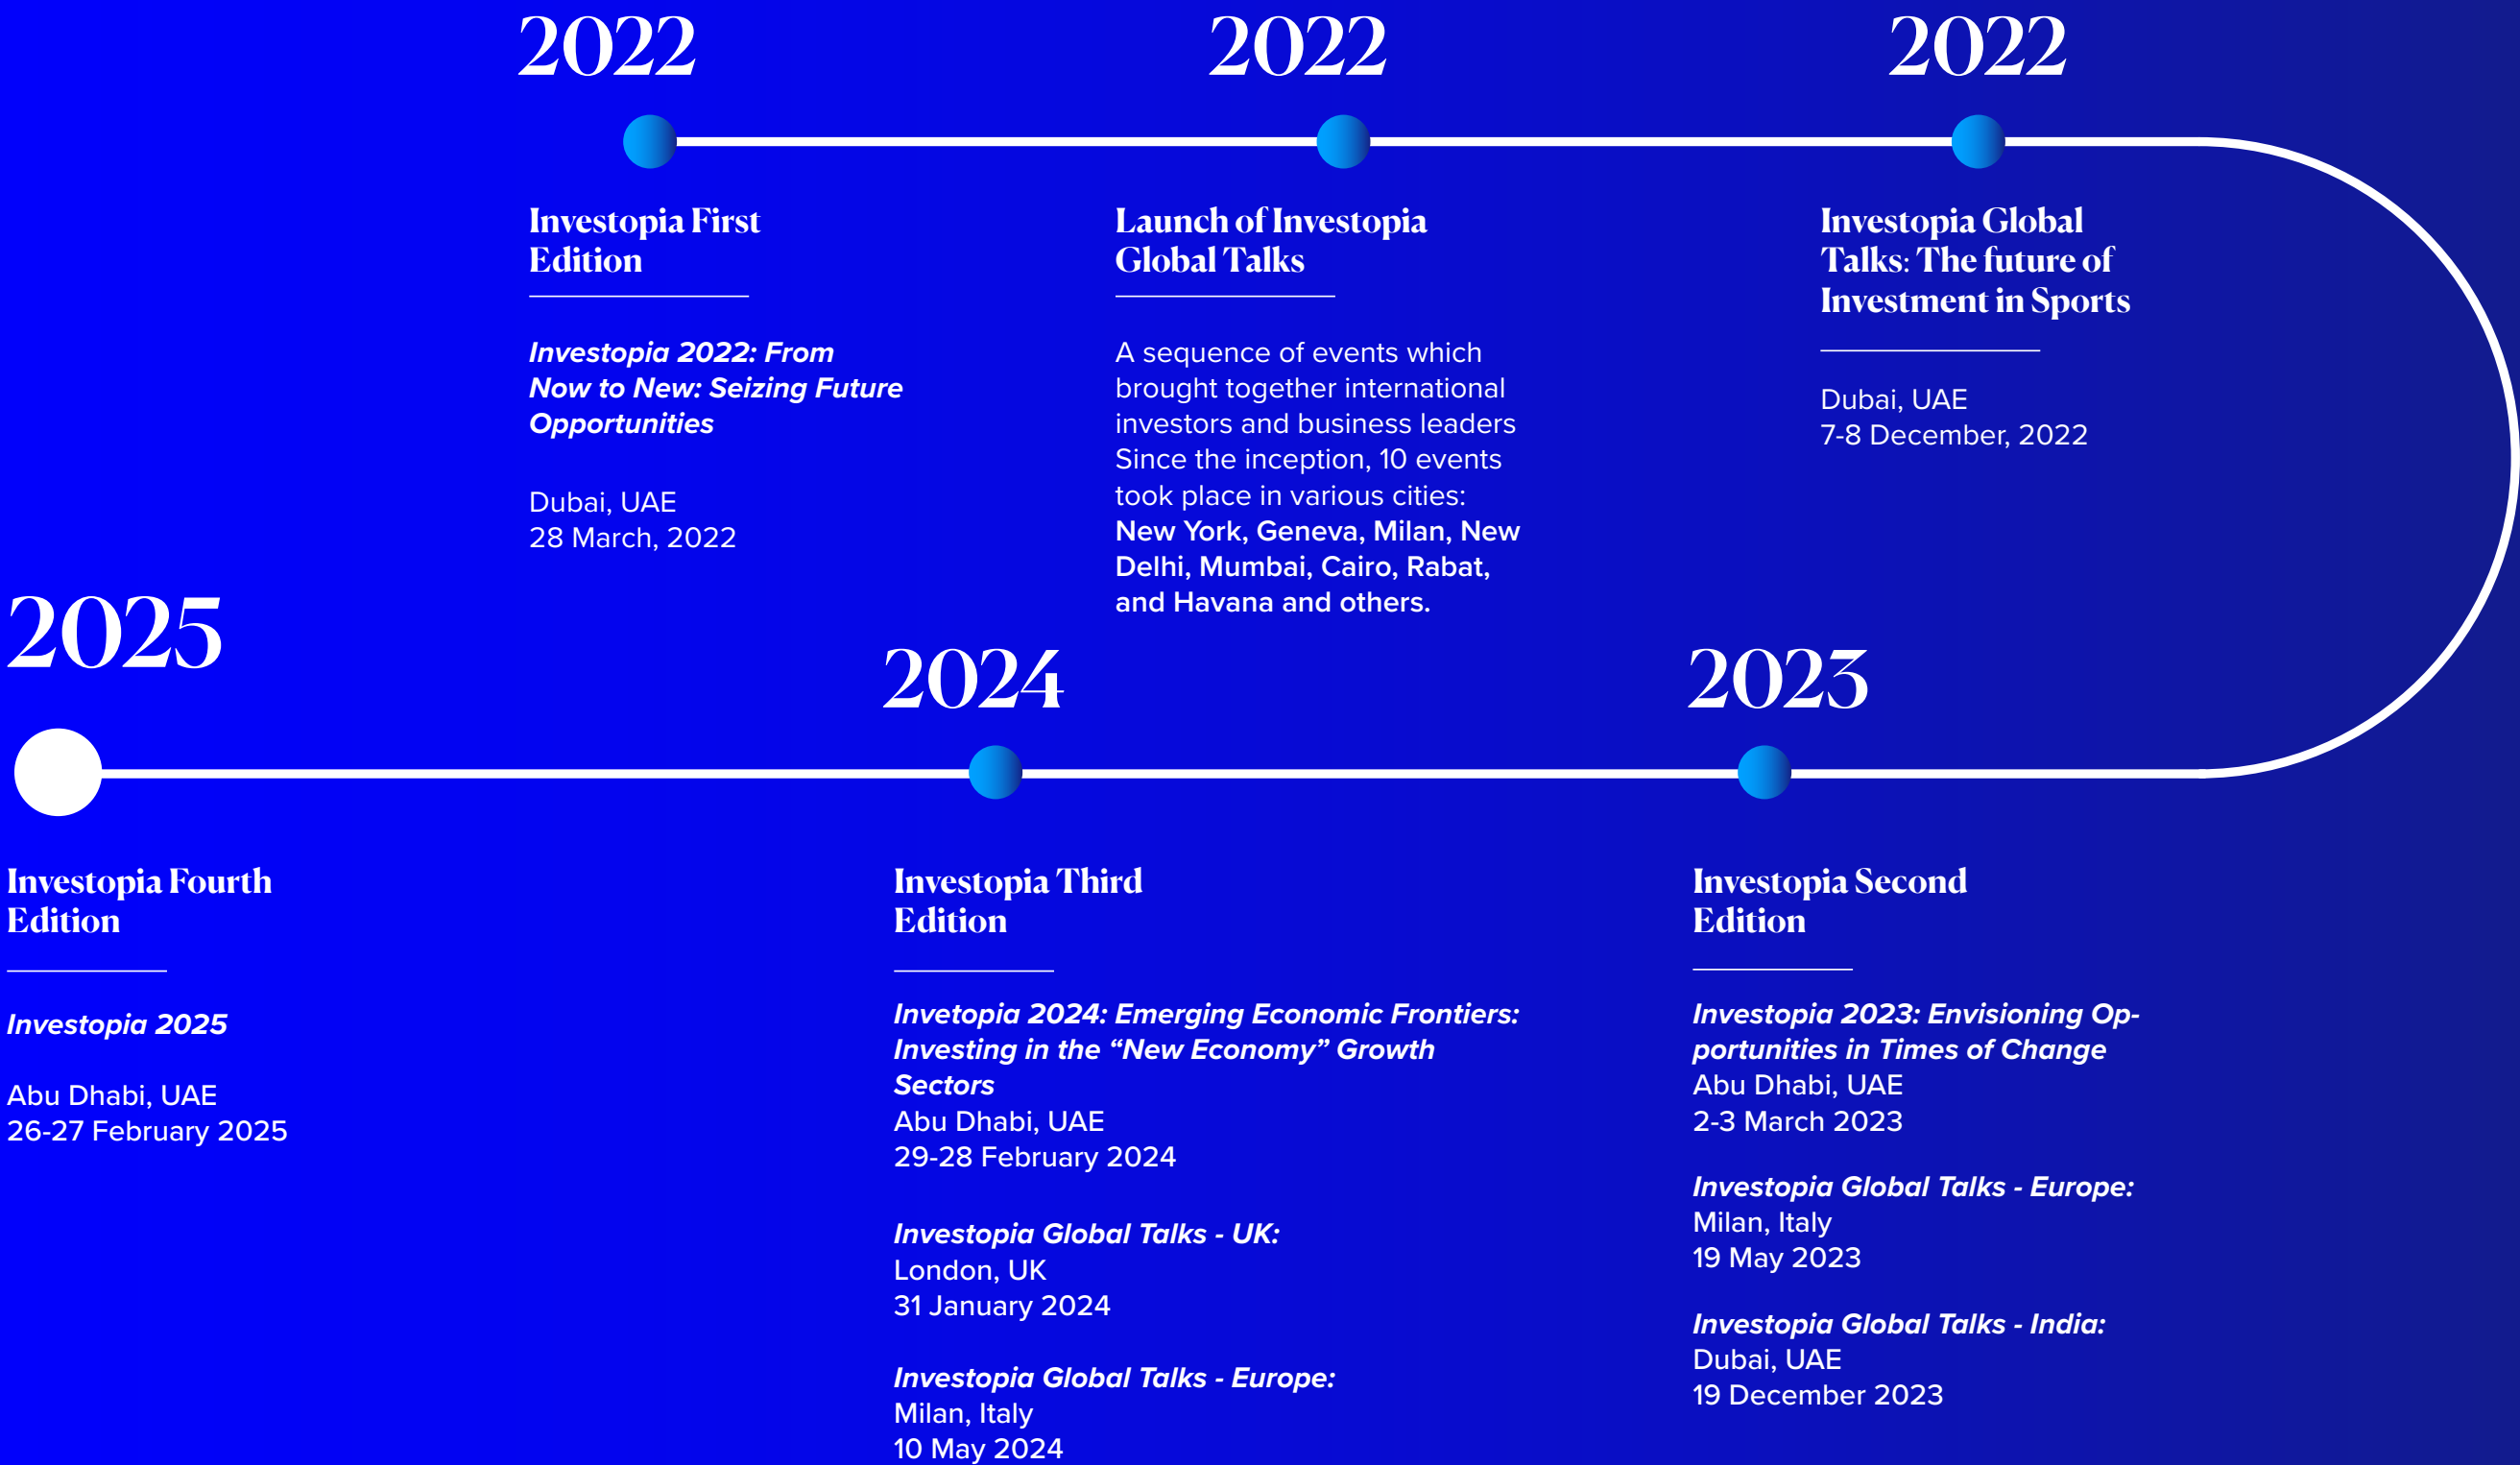 2022
Investopia First
Edition
Investopia 2022: From
Now to New: Seizing Future
Opportunities
Dubai, UAE
28 March, 2022
2022
Launch of Investopia
Global Talks
A sequence of events which
brought together international
investors and business leaders
Since the inception, 10 events
took place in various cities:
New York, Geneva, Milan, New
Delhi, Mumbai, Cairo, Rabat,
and Havana and others.
2022
Investopia Global
Talks: The future of
Investment in Sports
Dubai, UAE
7-8 December, 2022
2023
Investopia Second
Edition
Investopia 2023: Envisioning Op-
portunities in Times of Change
Abu Dhabi, UAE
2-3 March 2023
Investopia Global Talks - Europe:
Milan, Italy
19 May 2023
Investopia Global Talks - India:
Dubai, UAE
19 December 2023
2024
Investopia Third
Edition
Invetopia 2024: Emerging Economic Frontiers:
Investing in the “New Economy” Growth
Sectors
Abu Dhabi, UAE
29-28 February 2024
Investopia Global Talks - UK:
London, UK
31 January 2024
Investopia Global Talks - Europe:
Milan, Italy
10 May 2024
2025
Investopia Fourth
Edition
Investopia 2025
Abu Dhabi, UAE
26-27 February 2025